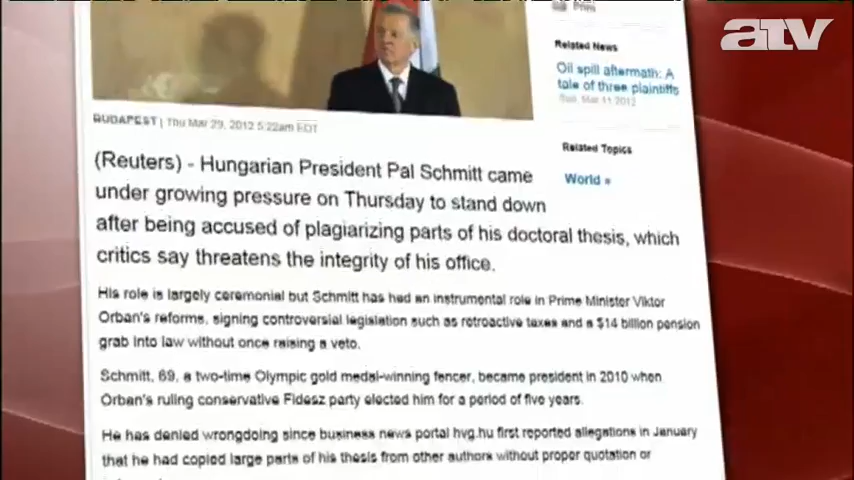 atv
Print
Related News
Oil spill aftermath: A
tale of three plaintiffs
Mar 11 2012
BUDAPEST | Thu Mar 29, 2012 5:22am EDT
Related Topics
World »
(Reuters) - Hungarian President Pal Schmitt came
under growing pressure on Thursday to stand down
after being accused of plagiarizing parts of his doctoral thesis, which
critics say threatens the integrity of his office.
His role is largely ceremonial but Schmitt has had an instrumental role in Prime Minister Viktor
Orban's reforms, signing controversial legislation such as retroactive taxes and a $14 billion pension
grab into law without once raising a veto.
Schmitt, 69, a two-time Olympic gold medal-winning fencer, became president in 2010 when
Orban's ruling conservative Fidesz party elected him for a period of five years.
He has denied wrongdoing since business news portal hvg.hu first reported allegations in January
that he had copied large parts of his thesis from other authors without proper quotation or